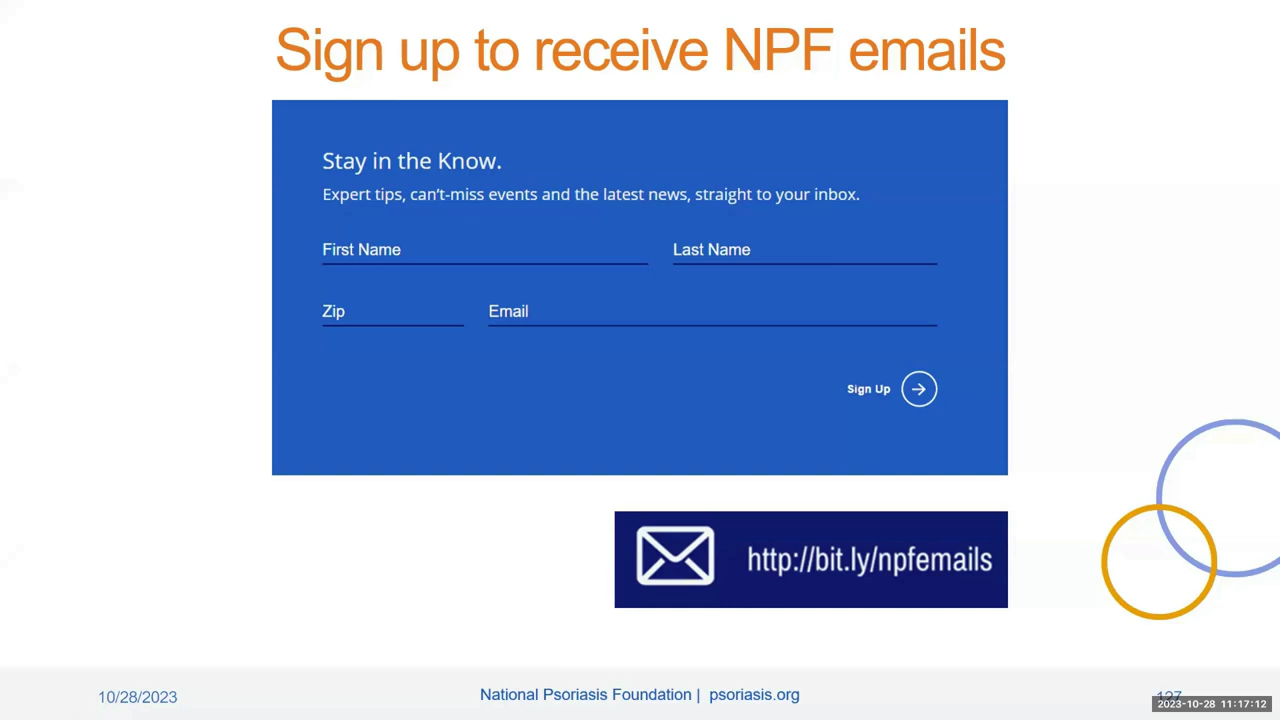 Sign up to receive NPF emails
Stay in the Know.
Expert tips, can't-miss events and the latest news, straight to your inbox.
First Name
Last Name
Zip
Email
Sign Up
http://bit.ly/npfemails
10/28/2023
National Psoriasis Foundation | psoriasis.org
127
2023-10-28 11:17:12